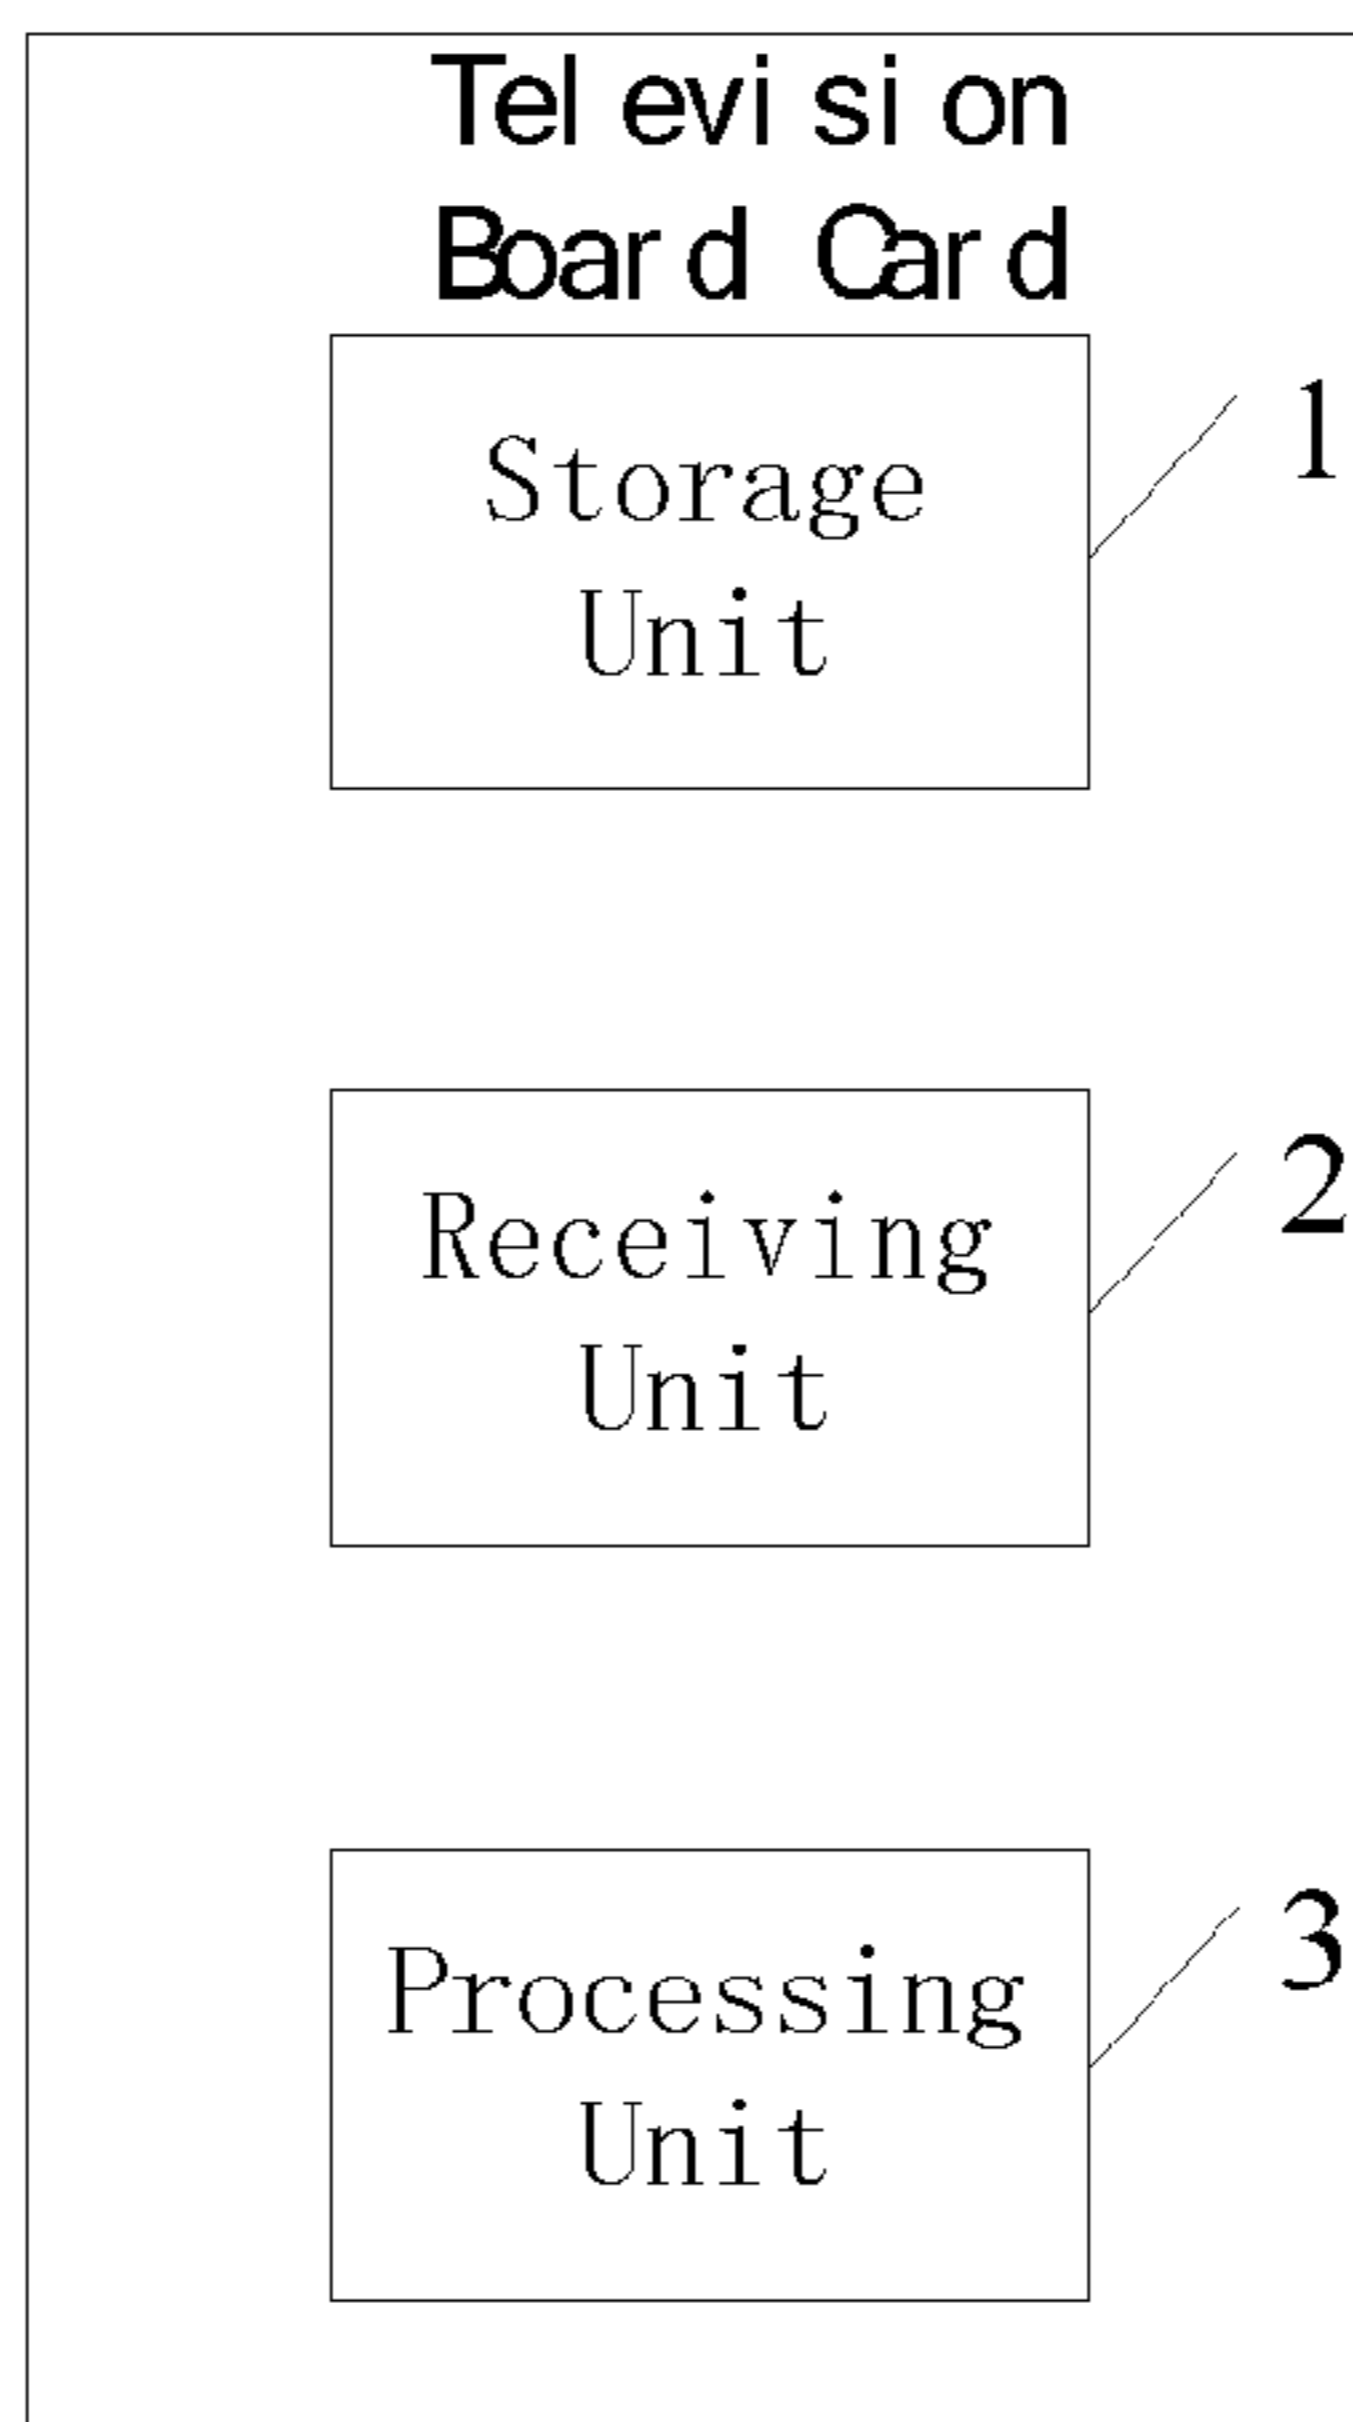 Television
Board Card
Storage
Unit
1
Receiving
Unit
2
Processing
Unit
3